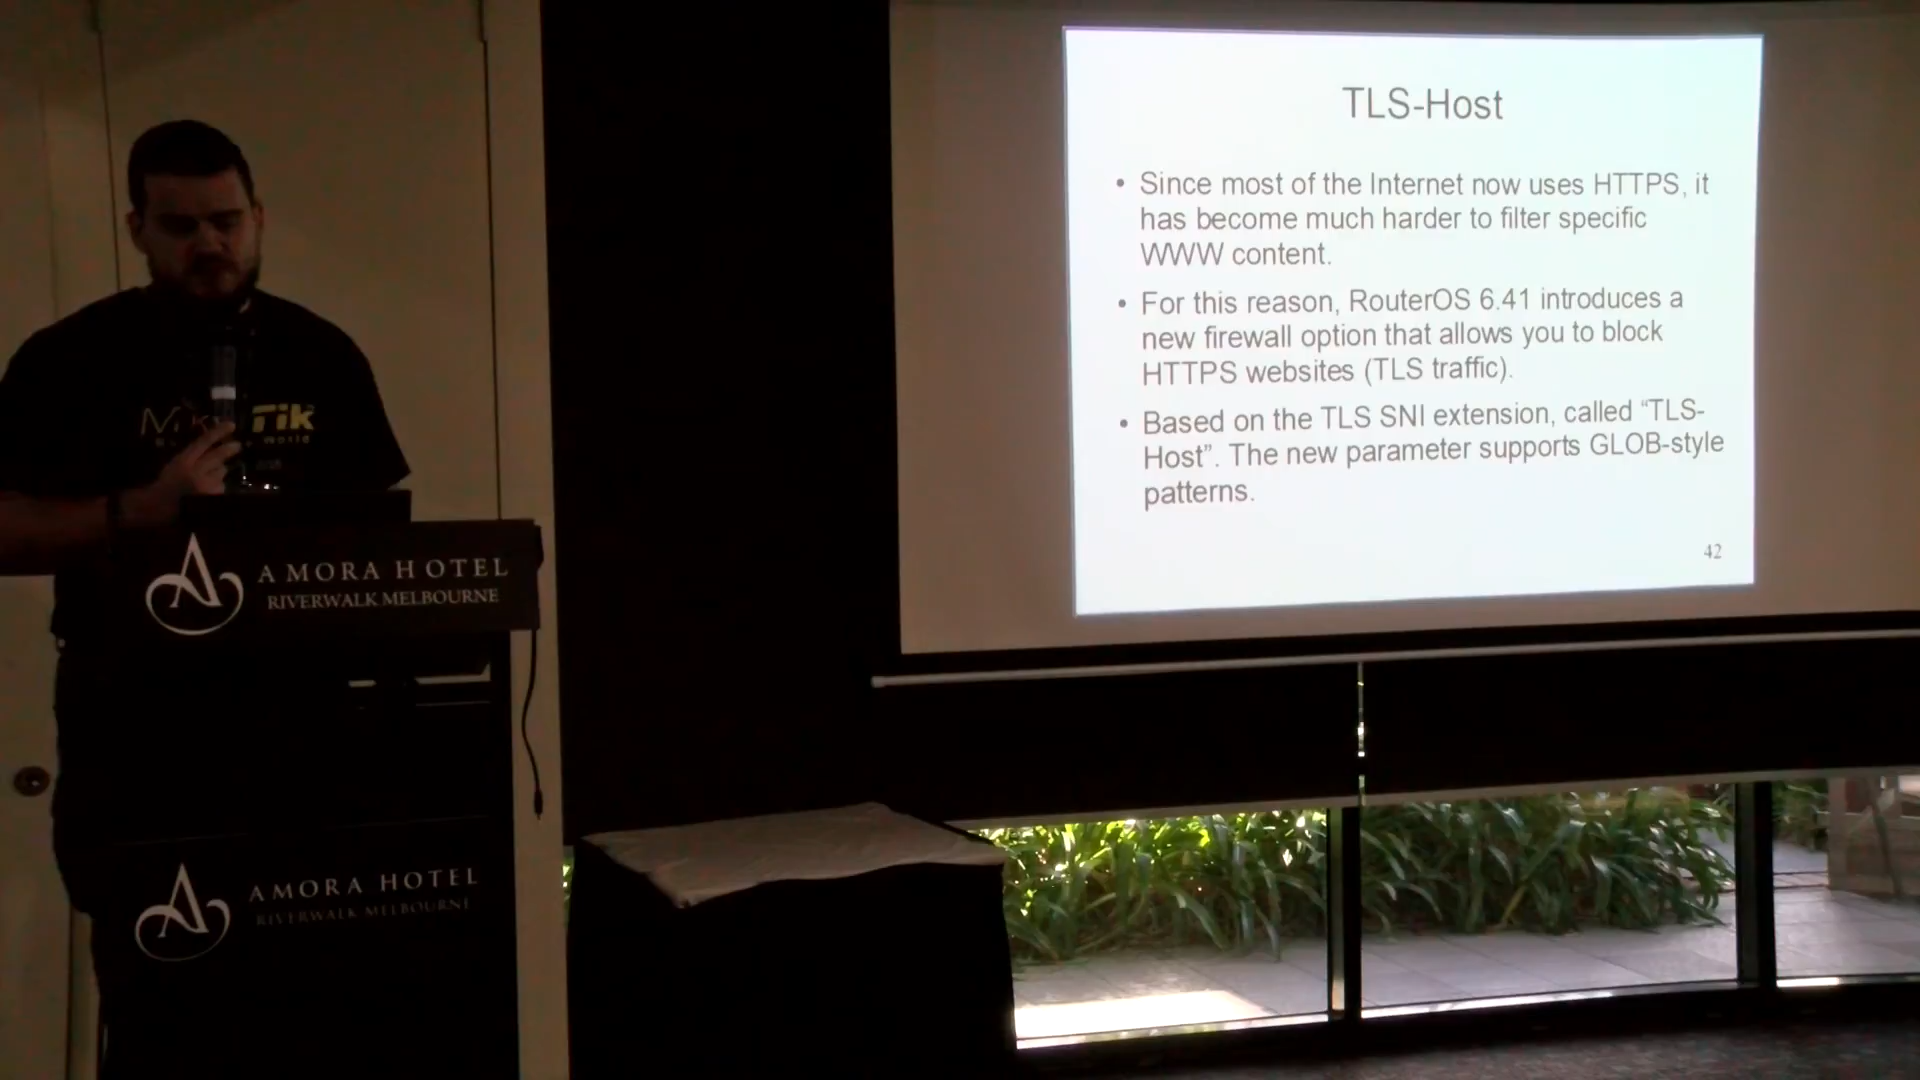 TLS-Host
• Since most of the Internet now uses HTTPS, it
has become much harder to filter specific
WWW content.
• For this reason, RouterOS 6.41 introduces a
new firewall option that allows you to block
HTTPS websites (TLS traffic).
• Based on the TLS SNI extension, called “TLS-
Host”. The new parameter supports GLOB-style
patterns.
42
Tik
World
AMORA HOTEL
RIVERWALK MELBOURNE
AMORA HOTEL
RIVERWALK MELBOURNE